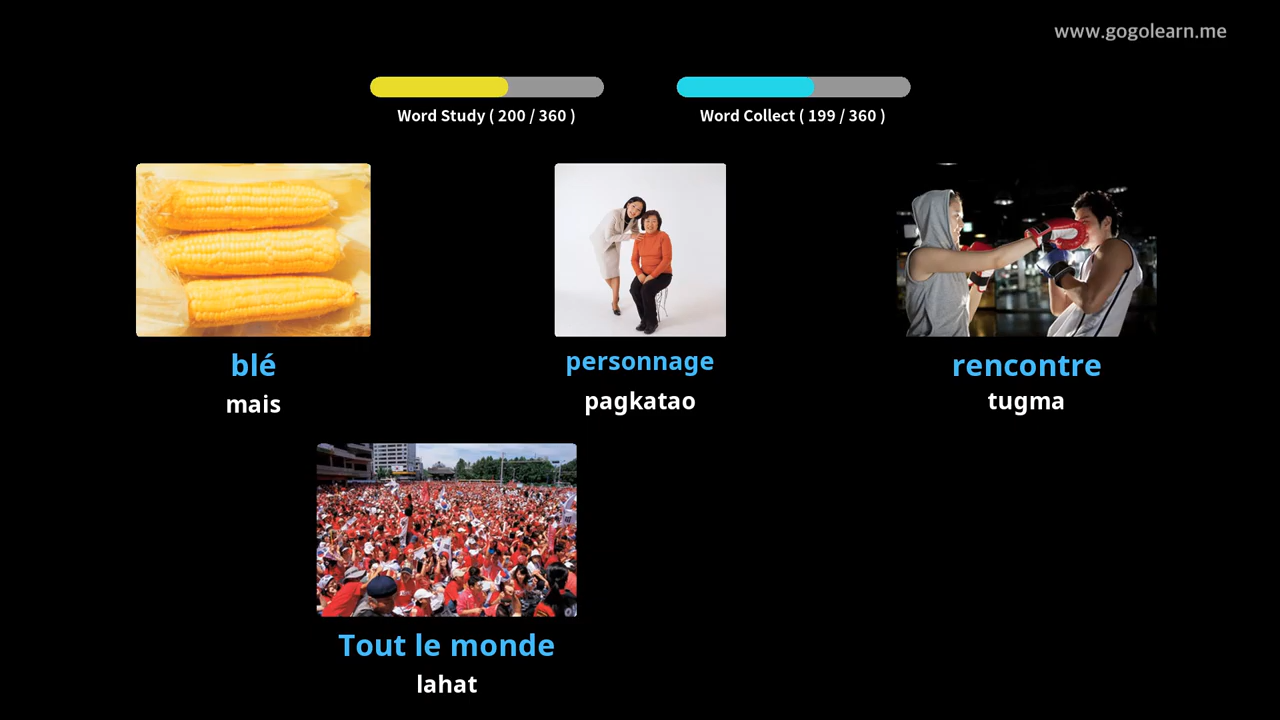 www.gogolearn.me
Word Study ( 200 / 360 )
Word Collect ( 199 / 360 )
blé
mais
personnage
pagkatao
rencontre
tugma
Tout le monde
lahat